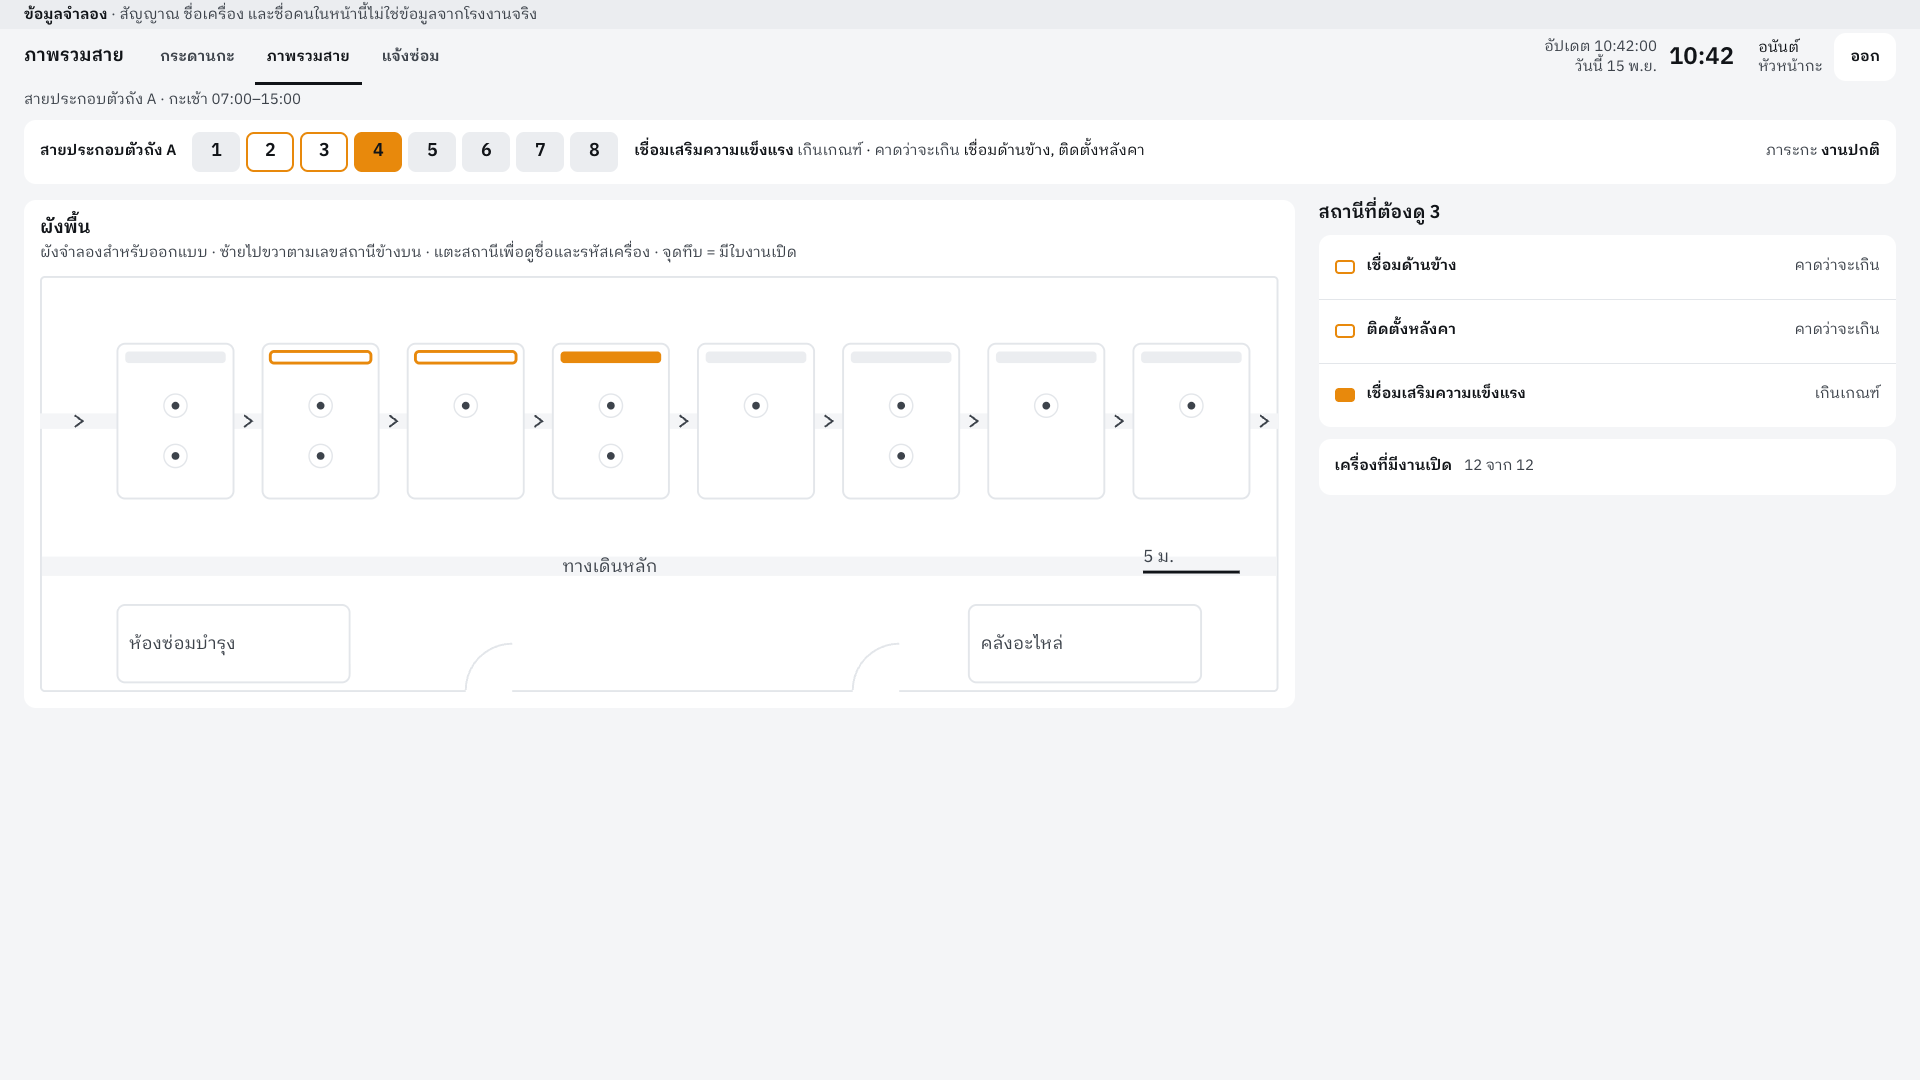 ข้อมูลจำลอง · สัญญาณ ชื่อเครื่อง และชื่อคนในหน้านี้ไม่ใช่ข้อมูลจากโรงงานจริง
ภาพรวมสาย กระดานกะ ภาพรวมสาย แจ้งซ่อม
อัปเดต 10:42:00
วันนี้ 15 พ.ย.
10:42
อนันต์
หัวหน้ากะ
ออก
สายประกอบตัวถัง A · กะเช้า 07:00–15:00
สายประกอบตัวถัง A 1 2 3 4 5 6 7 8 เชื่อมเสริมความแข็งแรง เกินเกณฑ์ · คาดว่าจะเกิน เชื่อมด้านข้าง, ติดตั้งหลังคา ภาระกะ งานปกติ
ผังพื้น
ผังจำลองสำหรับออกแบบ · ซ้ายไปขวาตามเลขสถานีข้างบน · แตะสถานีเพื่อดูชื่อและรหัสเครื่อง · จุดทึบ = มีใบงานเปิด
ทางเดินหลัก
5 ม.
ห้องซ่อมบำรุง
คลังอะไหล่
สถานีที่ต้องดู 3
เชื่อมด้านข้าง คาดว่าจะเกิน
ติดตั้งหลังคา คาดว่าจะเกิน
เชื่อมเสริมความแข็งแรง เกินเกณฑ์
เครื่องที่มีงานเปิด 12 จาก 12